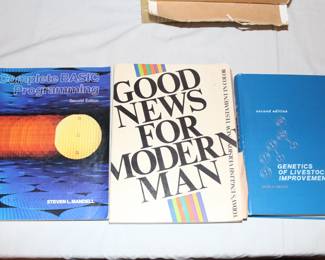 Complete BASIC
Programming
Second Edition
STEVEN L. MANDELL
GOOD
NEWS
FOR
MODERN
MAN
second edition
GENETICS
OF LIVESTOCK
IMPROVEMENT